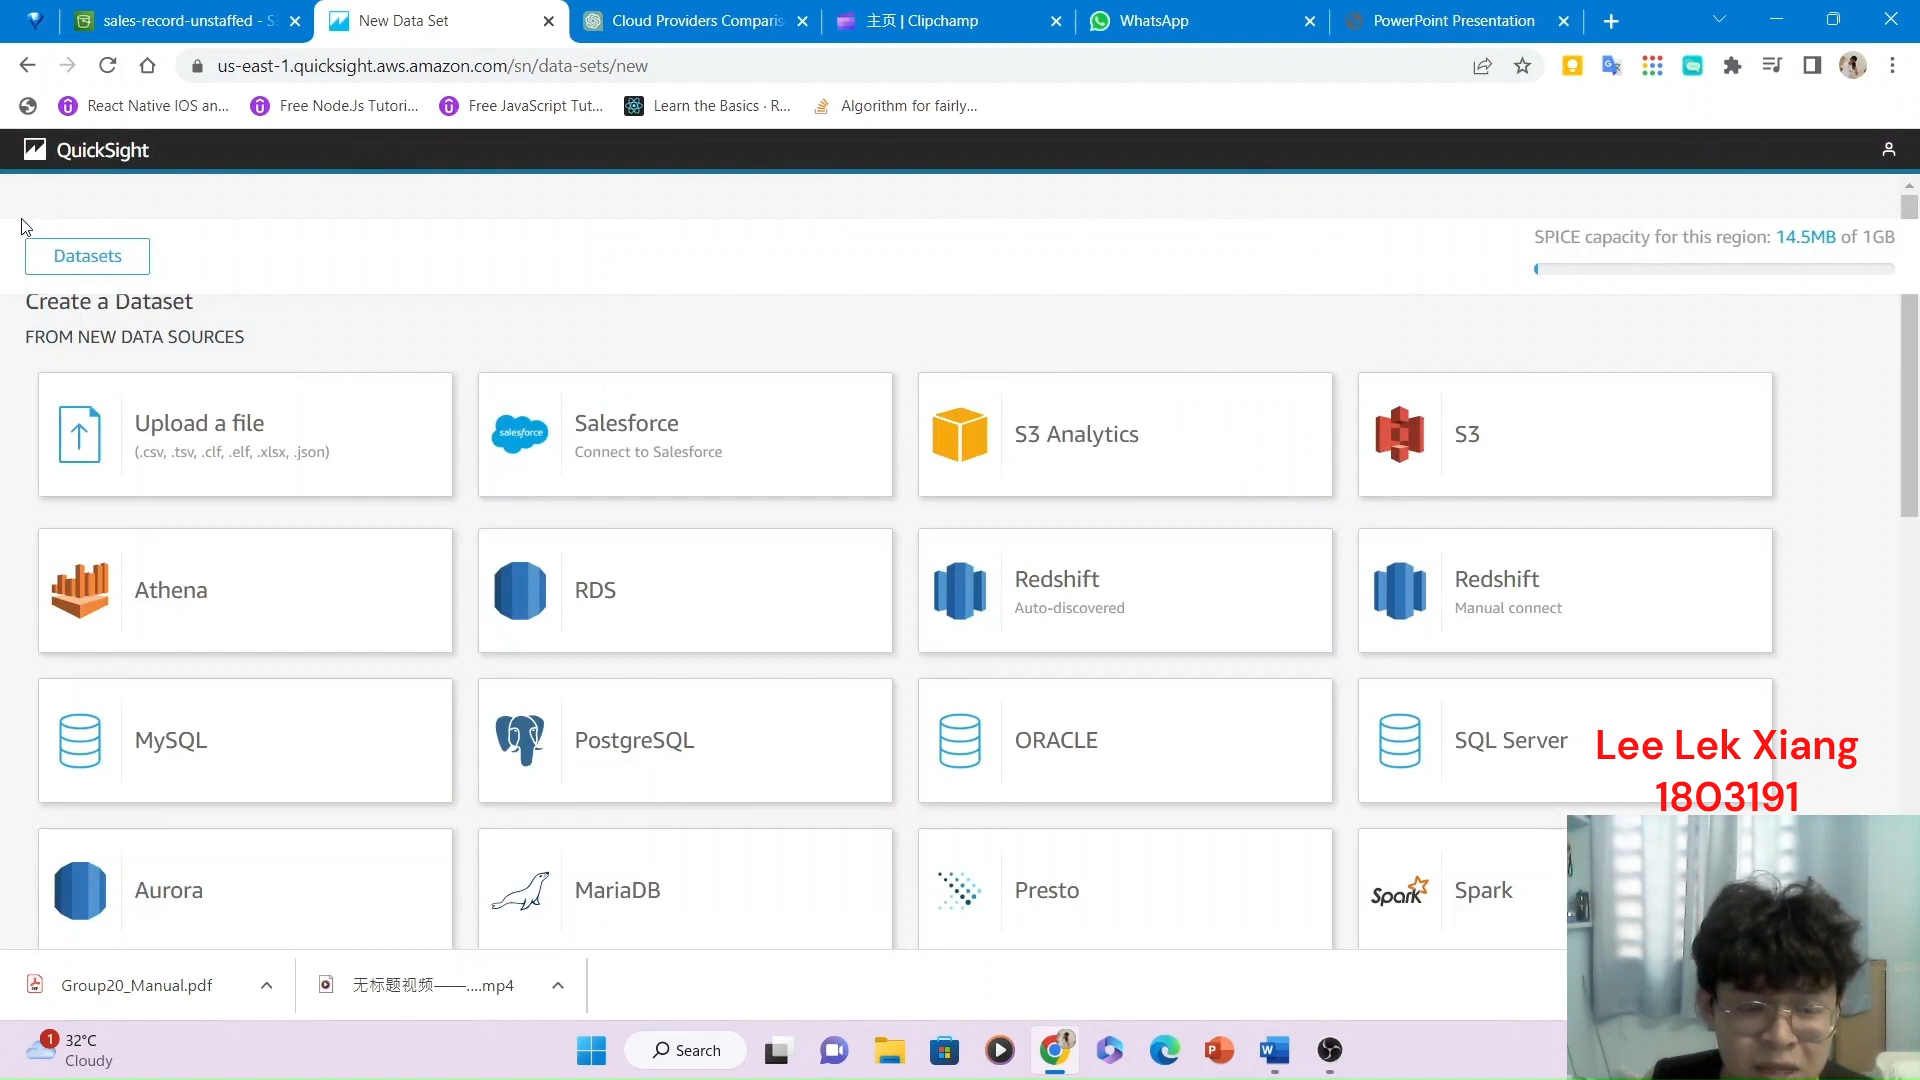 sales-record-unstaffed - S
New Data Set
Cloud Providers Comparis
主页 | Clipchamp
WhatsApp
PowerPoint Presentation
us-east-1.quicksight.aws.amazon.com/sn/data-sets/new
React Native IOS an...
Free Node.Js Tutori...
Free JavaScript Tut...
Learn the Basics · R...
Algorithm for fairly...
QuickSight
Datasets
SPICE capacity for this region: 14.5MB of 1GB
Create a Dataset
FROM NEW DATA SOURCES
Upload a file
(.csv, .tsv, .clf, .elf, .xlsx, .json)
salesforce
Salesforce
Connect to Salesforce
S3 Analytics
S3
Athena
RDS
Redshift
Auto-discovered
Redshift
Manual connect
MySQL
PostgreSQL
ORACLE
SQL Server
Lee Lek Xiang
1803191
Aurora
MariaDB
Presto
Spark
Spark
Group20_Manual.pdf
无标题视频——....mp4
1
32°C
Cloudy
Search